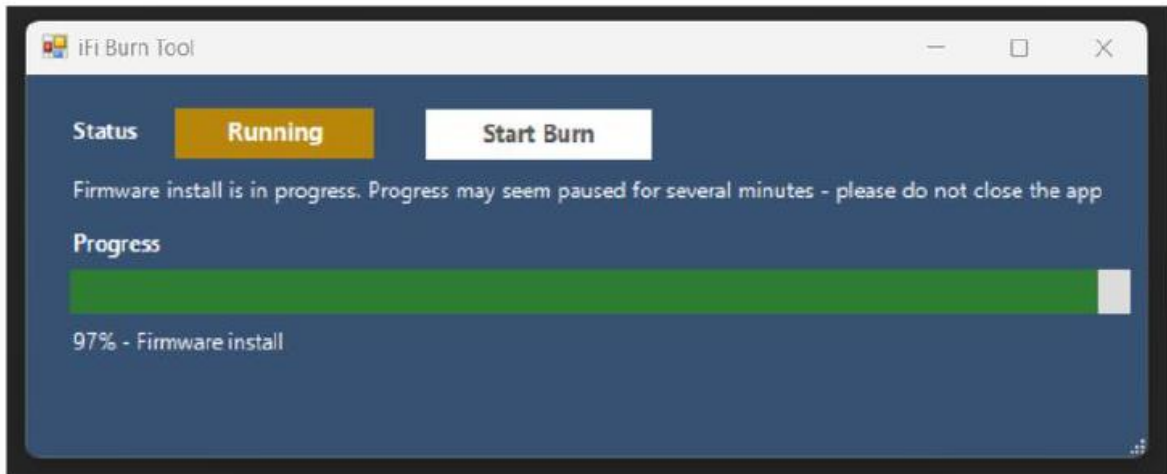 iFi Burn Tool
Status Running Start Burn
Firmware install is in progress. Progress may seem paused for several minutes - please do not close the app
Progress
97% - Firmware install